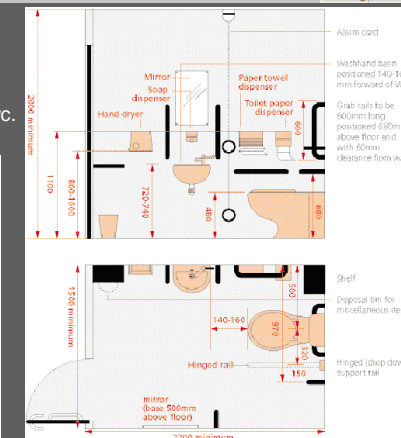 rc.
Alarm cord
Washhand basin
positioned 140-16
mm forward of W
Grab rails to be
600mm long
positioned 680m
above floor and
with 60mm
clearance from w
Mirror
Soap
dispenser
Hand dryer
Paper towel
dispenser
Toilet paper
dispenser
600
2000 minimum
1100
800-1000
720-740
480
680
Shelf
Disposal bin for
miscellaneous ite
Hinged (drop dow
support rail
1500 minimum
140-160
500
970
320
150
Hinged rail
mirror
(base 500mm
above floor)
2200 minimum